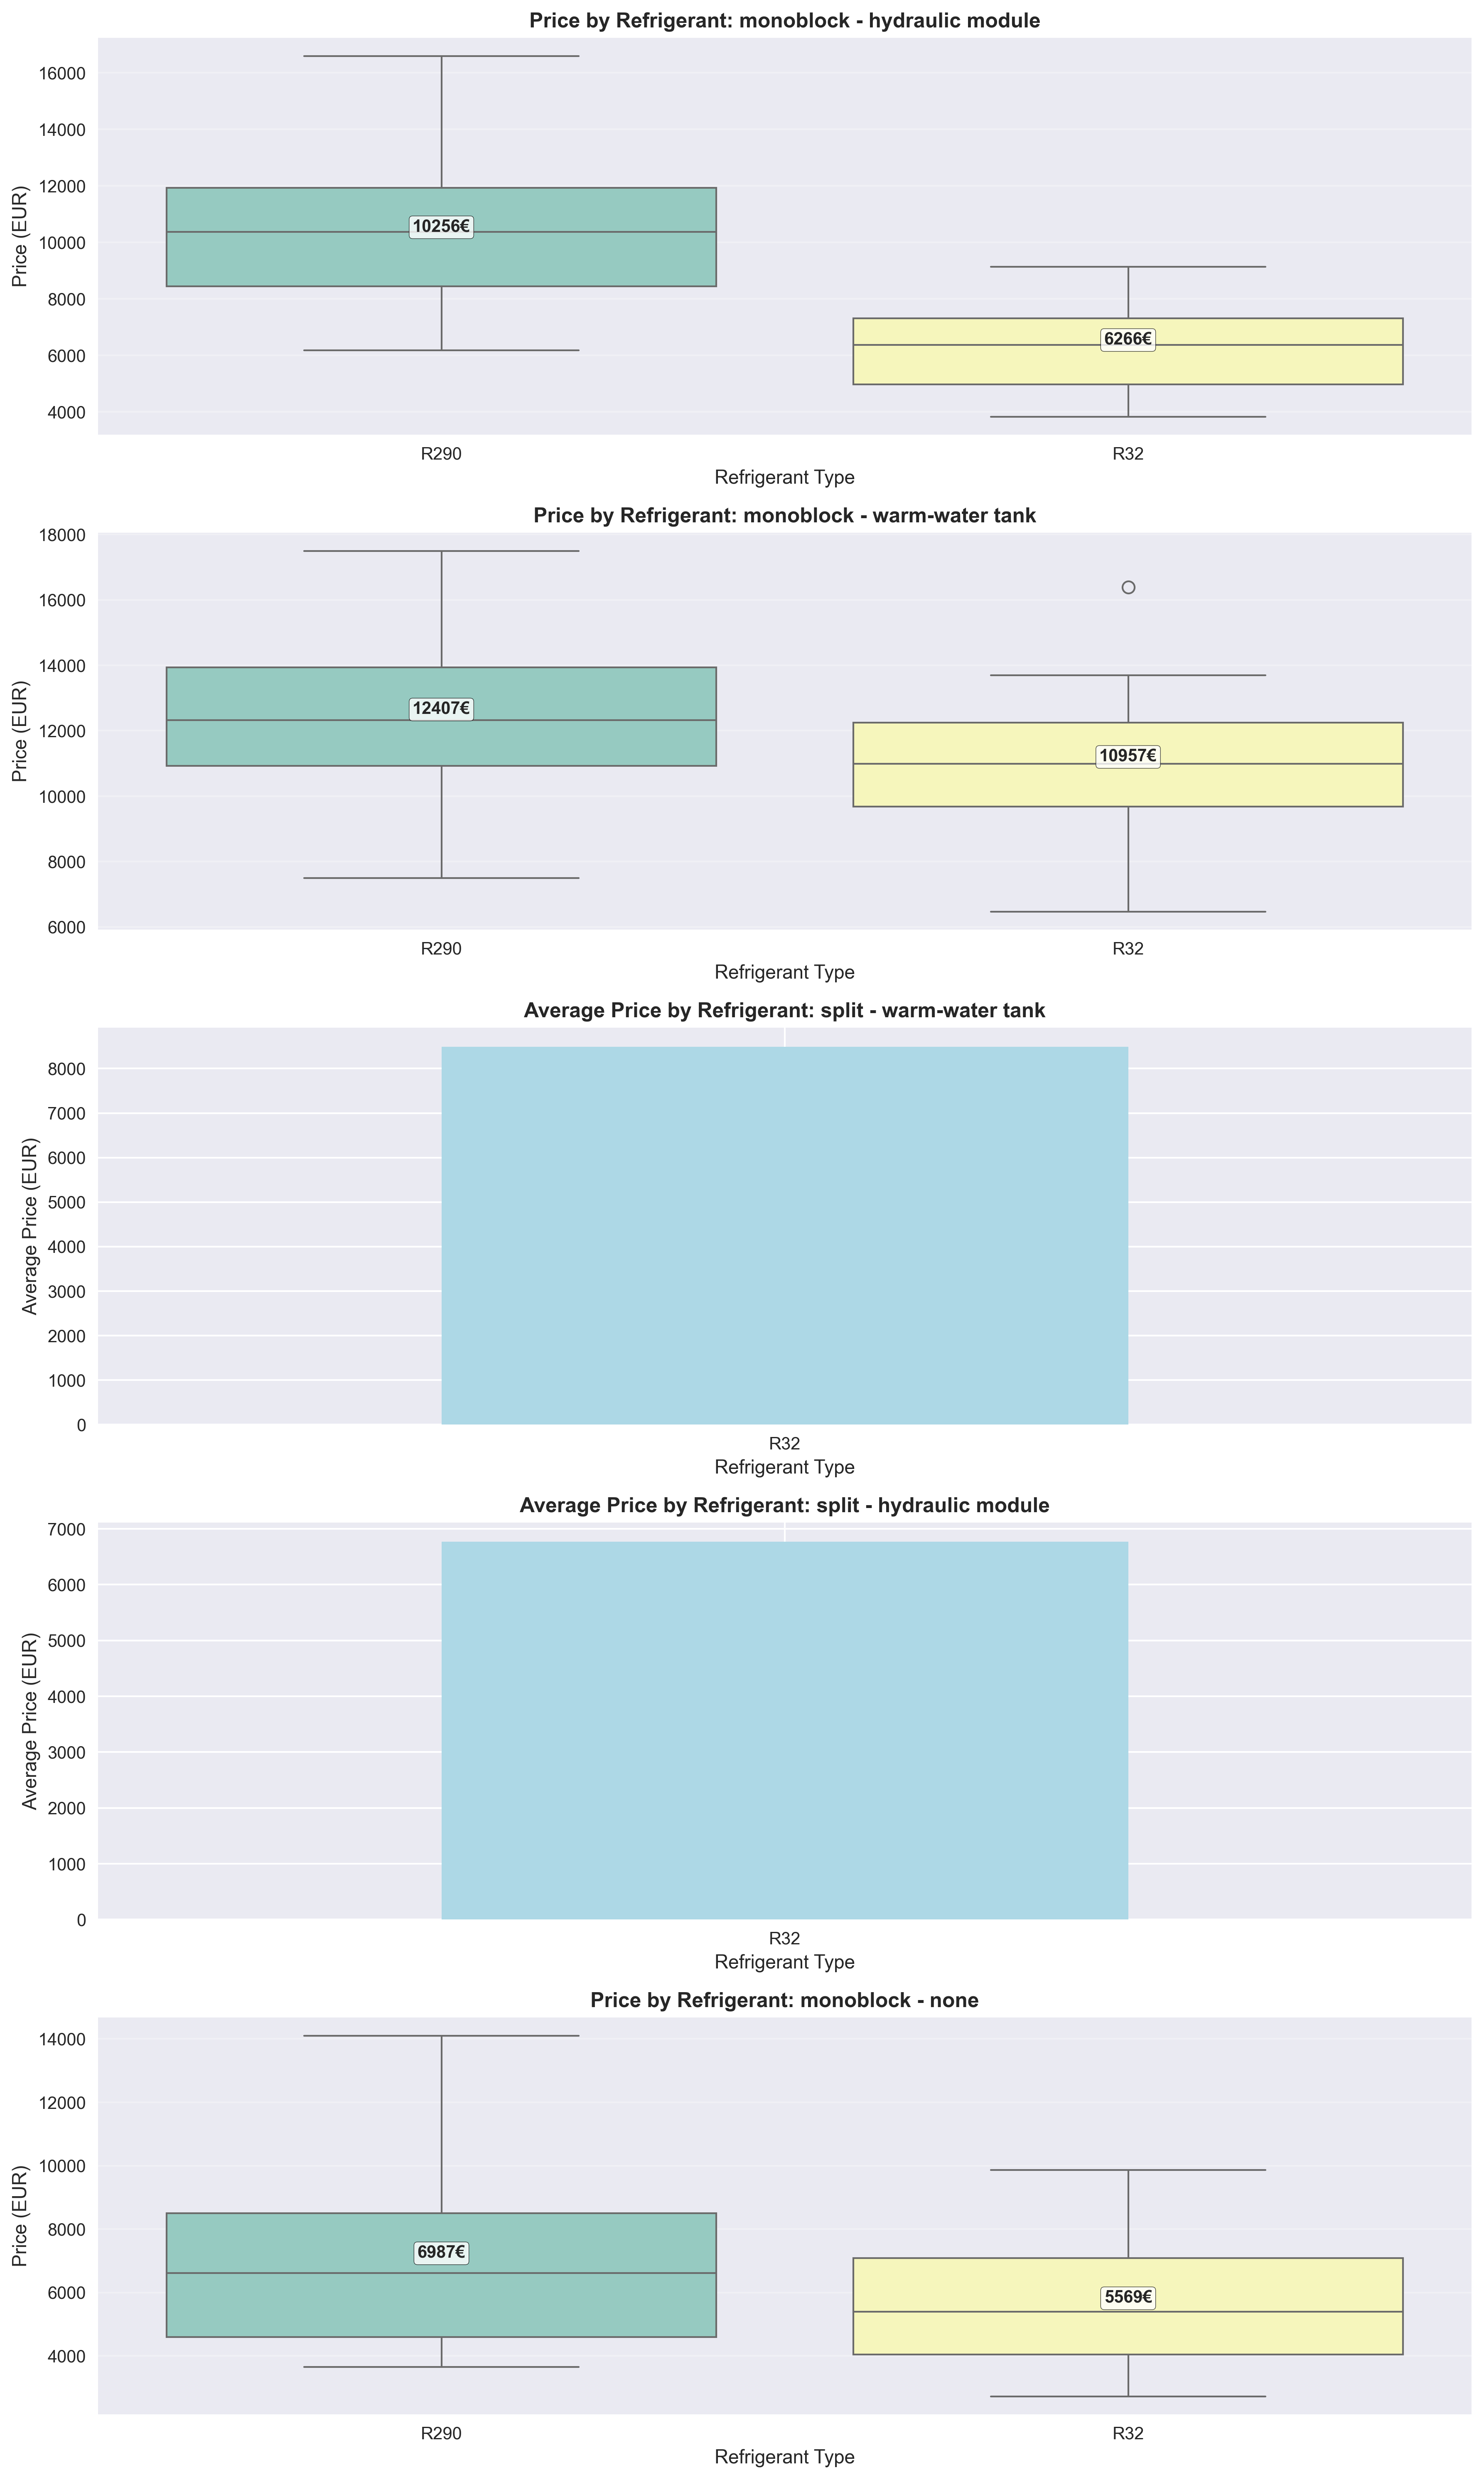 Price by Refrigerant: monoblock - hydraulic module
16000
14000
12000
10000
8000
6000
4000
Price (EUR)
10256€
6266€
R290
R32
Refrigerant Type
Price by Refrigerant: monoblock - warm-water tank
18000
16000
14000
12000
10000
8000
6000
Price (EUR)
12407€
10957€
R290
R32
Refrigerant Type
Average Price by Refrigerant: split - warm-water tank
8000
7000
6000
5000
4000
3000
2000
1000
0
Average Price (EUR)
R32
Refrigerant Type
Average Price by Refrigerant: split - hydraulic module
7000
6000
5000
4000
3000
2000
1000
0
Average Price (EUR)
R32
Refrigerant Type
Price by Refrigerant: monoblock - none
14000
12000
10000
8000
6000
4000
Price (EUR)
6987€
5569€
R290
R32
Refrigerant Type